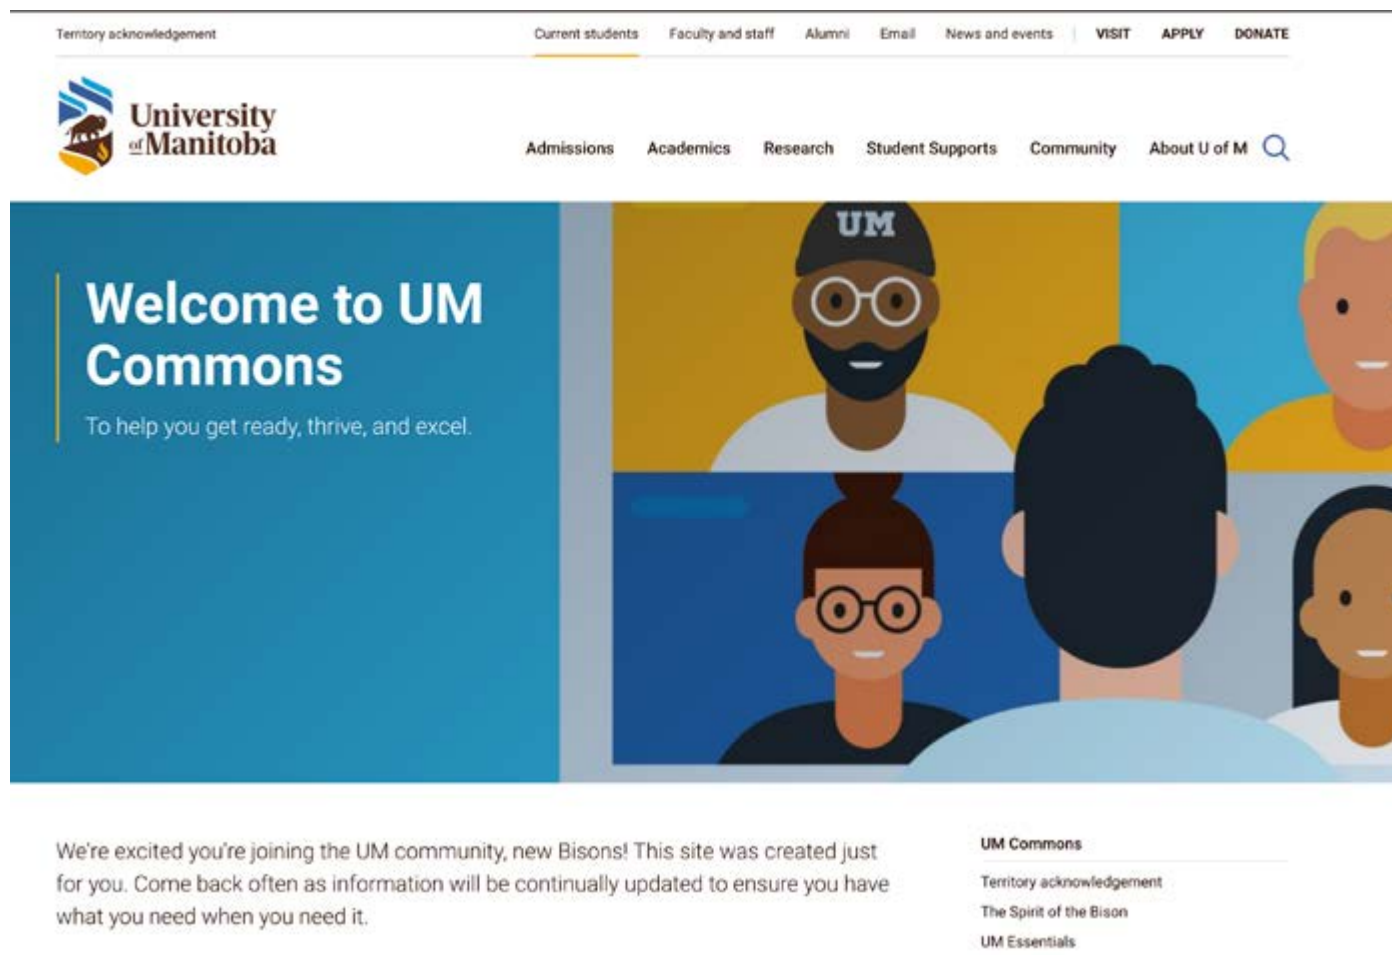 Territory acknowledgement
Current students Faculty and staff Alumni Email News and events VISIT APPLY DONATE
University
of Manitoba
Admissions Academics Research Student Supports Community About U of M
UM
Welcome to UM
Commons
To help you get ready, thrive, and excel.
We're excited you're joining the UM community, new Bisons! This site was created just
for you. Come back often as information will be continually updated to ensure you have
what you need when you need it.
UM Commons
Territory acknowledgement
The Spirit of the Bison
UM Essentials